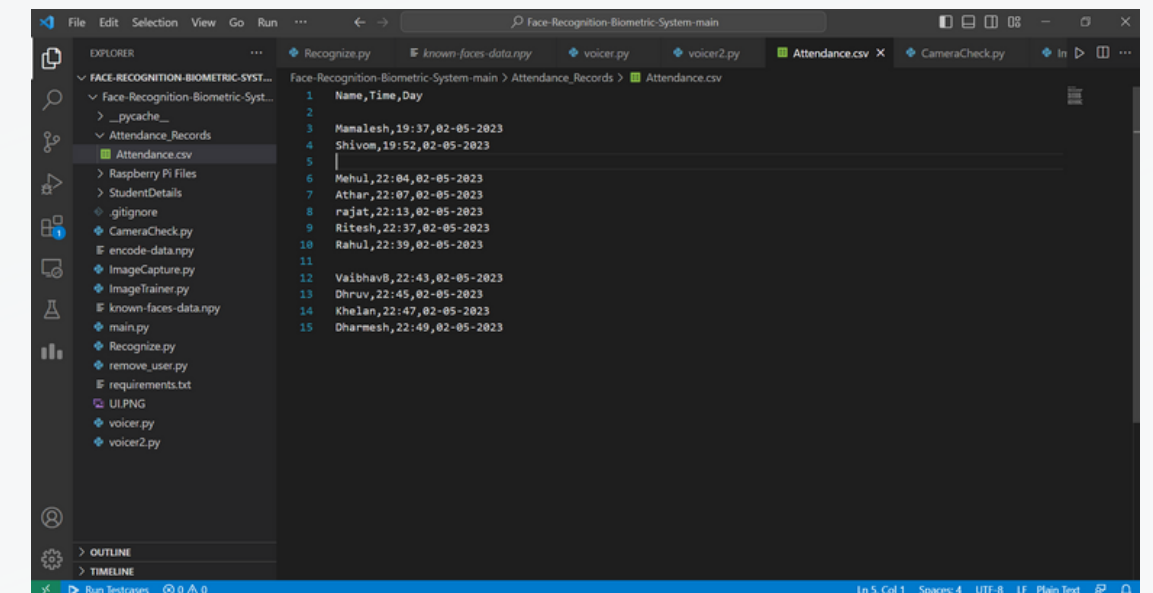 File Edit Selection View Go Run ··· Face-Recognition-Biometric-System-main
EXPLORER ···
FACE-RECOGNITION-BIOMETRIC-SYST...
Face-Recognition-Biometric-Syst...
__pycache__
Attendance_Records
Attendance.csv
Raspberry Pi Files
StudentDetails
.gitignore
CameraCheck.py
encode-data.npy
ImageCapture.py
ImageTrainer.py
known-faces-data.npy
main.py
Recognize.py
remove_user.py
requirements.txt
UI.PNG
voicer.py
voicer2.py
OUTLINE
TIMELINE
1
Recognize.py known-faces-data.npy voicer.py voicer2.py Attendance.csv CameraCheck.py In ···
Face-Recognition-Biometric-System-main > Attendance_Records > Attendance.csv
1 Name,Time,Day
2
3 Mamalesh,19:37,02-05-2023
4 Shivom,19:52,02-05-2023
5
6 Mehul,22:04,02-05-2023
7 Athar,22:07,02-05-2023
8 rajat,22:13,02-05-2023
9 Ritesh,22:37,02-05-2023
10 Rahul,22:39,02-05-2023
11
12 VaibhavB,22:43,02-05-2023
13 Dhruv,22:45,02-05-2023
14 Khelan,22:47,02-05-2023
15 Dharmesh,22:49,02-05-2023
Run Testcases 0 0 Ln 5, Col 1 Spaces: 4 UTF-8 LF Plain Text